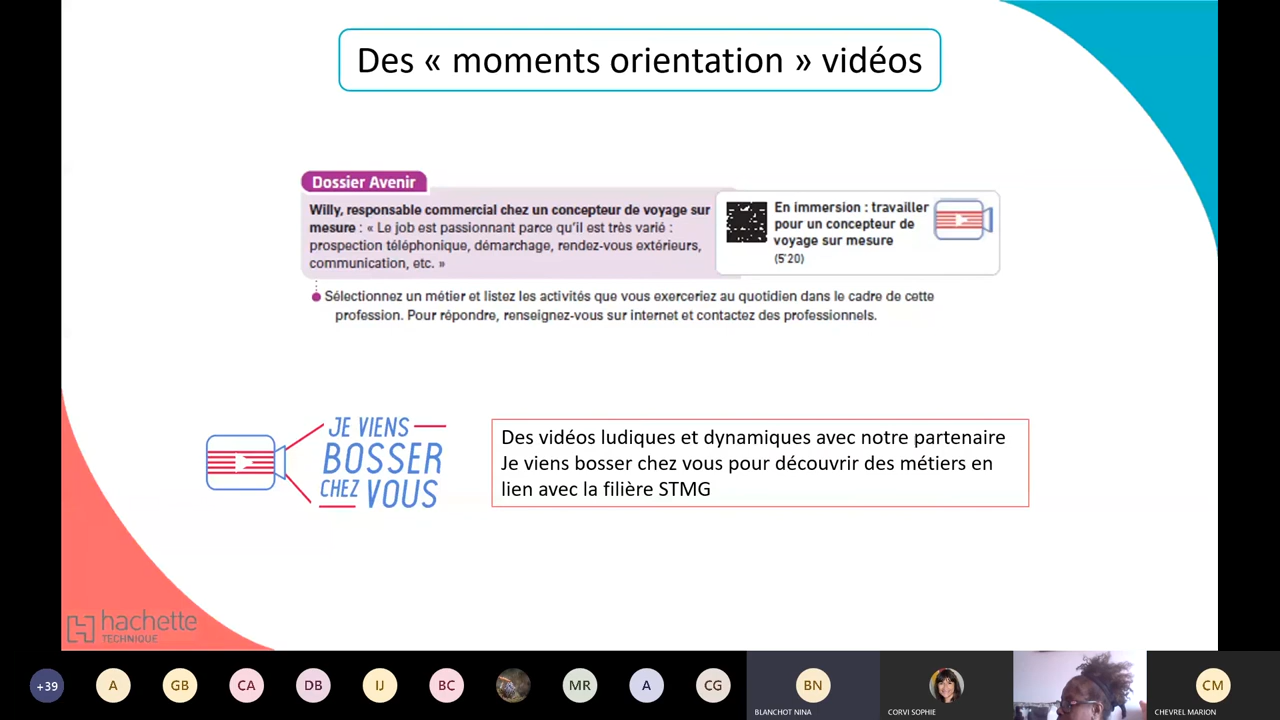 Des « moments orientation » vidéos
Dossier Avenir
Willy, responsable commercial chez un concepteur de voyage sur
mesure : « Le job est passionnant parce qu'il est très varié :
prospection téléphonique, démarchage, rendez-vous extérieurs,
communication, etc. »
En immersion : travailler
pour un concepteur de
voyage sur mesure
(5'20)
Sélectionnez un métier et listez les activités que vous exerceriez au quotidien dans le cadre de cette
profession. Pour répondre, renseignez-vous sur internet et contactez des professionnels.
JE VIENS
BOSSER
CHEZ VOUS
Des vidéos ludiques et dynamiques avec notre partenaire
Je viens bosser chez vous pour découvrir des métiers en
lien avec la filière STMG
hachette
TECHNIQUE
+39
A
GB
CA
DB
IJ
BC
MR
A
CG
BN
CM
BLANCHOT NINA
CORVI SOPHIE
CHEVREL MARION